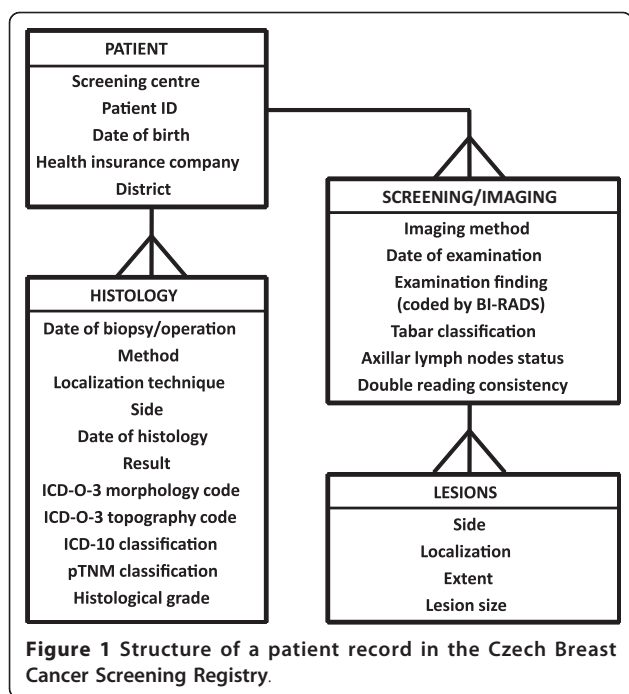 PATIENT
Screening centre
Patient ID
Date of birth
Health insurance company
District
HISTOLOGY
Date of biopsy/operation
Method
Localization technique
Side
Date of histology
Result
ICD-O-3 morphology code
ICD-O-3 topography code
ICD-10 classification
pTNM classification
Histological grade
SCREENING/IMAGING
Imaging method
Date of examination
Examination finding
(coded by BI-RADS)
Tabar classification
Axillar lymph nodes status
Double reading consistency
LESIONS
Side
Localization
Extent
Lesion size
Figure 1 Structure of a patient record in the Czech Breast
Cancer Screening Registry.